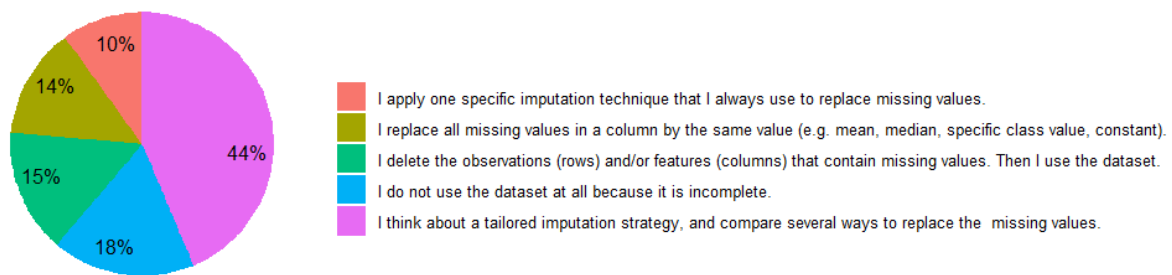 10%
14%
44%
15%
18%
I apply one specific imputation technique that I always use to replace missing values.
I replace all missing values in a column by the same value (e.g. mean, median, specific class value, constant).
I delete the observations (rows) and/or features (columns) that contain missing values. Then I use the dataset.
I do not use the dataset at all because it is incomplete.
I think about a tailored imputation strategy, and compare several ways to replace the  missing values.